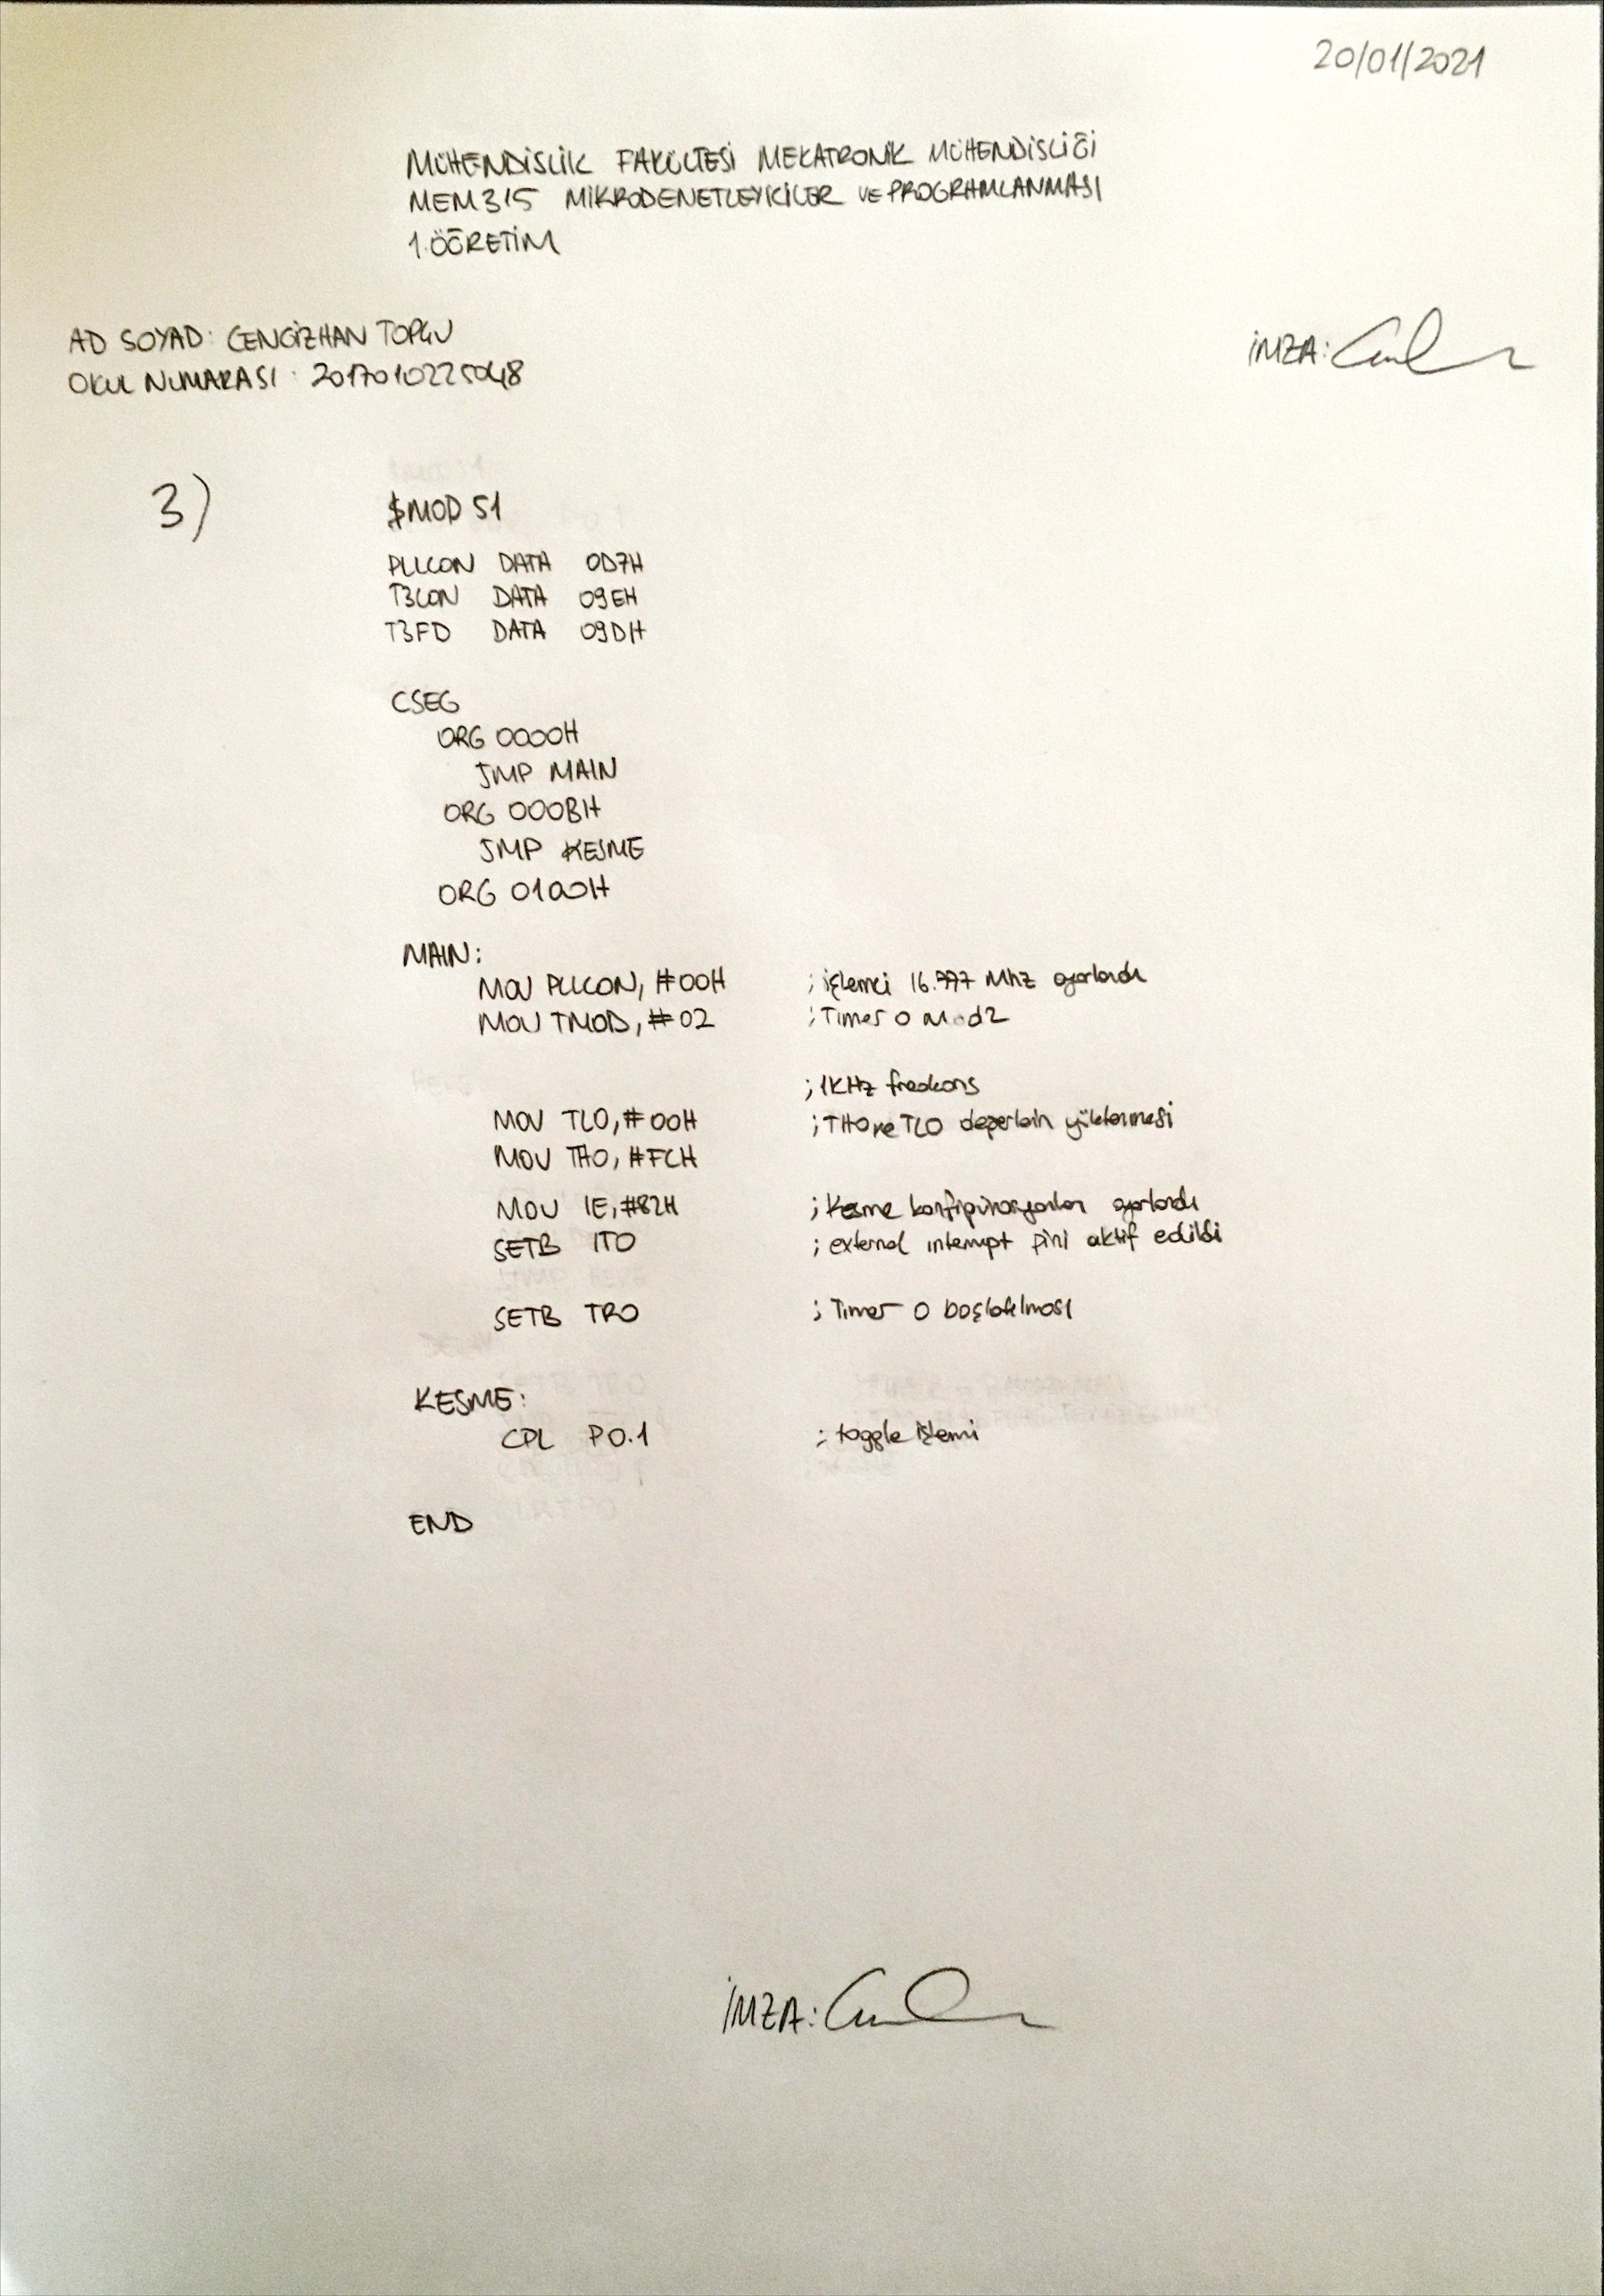 20/01/2021
MÜHENDİSLİK FAKÜLTESİ MEKATRONİK MÜHENDİSLİĞİ
MEM315 MİKRODENETLEYİCİLER VE PROGRAMLANMASI
1.ÖĞRETİM
AD SOYAD: CENGİZHAN TOPÇU
İMZA:
OKUL NUMARASI : 2017010225048
3)
$MOD 51
PLLCON DATA 0D7H
T3CON DATA 09EH
T3FD DATA 09DH
CSEG
ORG 0000H
JMP MAIN
ORG 000BH
JMP KESME
ORG 0100H
MAIN:
MOV PLLCON, #00H ; işlemci 16.777 Mhz ayarlandı
MOV TMOD, #02 ; Timer 0 mod2
; 1KHz frekans
MOV TL0, #00H ; TH0 ve TL0 değerlerin yüklenmesi
MOV TH0, #FCH
MOV IE, #82H ; Kesme konfigürasyonları ayarlandı
SETB IT0 ; external interrupt pini aktif edildi
SETB TR0 ; Timer 0 başlatılması
KESME:
CPL P0.1 ; toggle işlemi
END
İMZA: